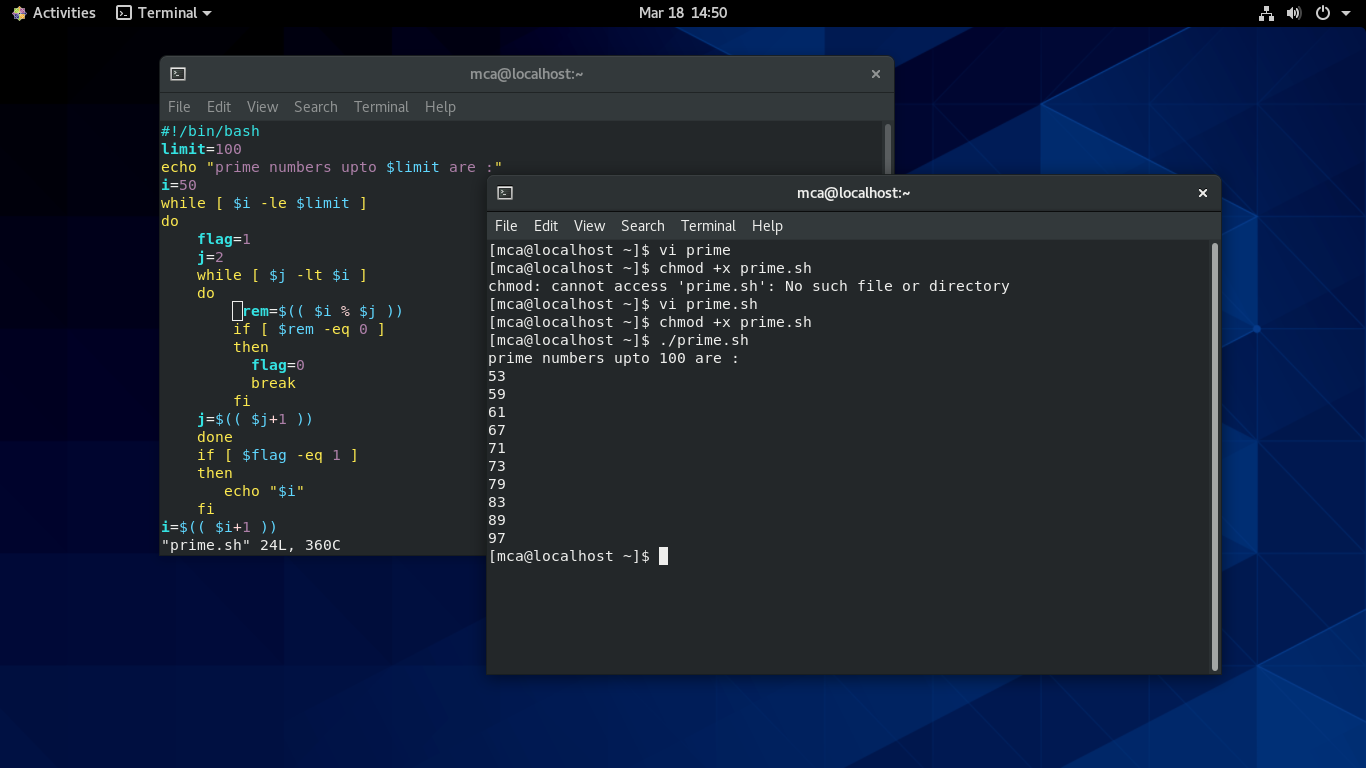 Activities Terminal Mar 18 14:50
mca@localhost:~
File Edit View Search Terminal Help
#!/bin/bash
limit=100
echo "prime numbers upto $limit are :"
i=50
while [ $i -le $limit ]
do
    flag=1
    j=2
    while [ $j -lt $i ]
    do
        rem=$(( $i % $j ))
        if [ $rem -eq 0 ]
        then
          flag=0
          break
        fi
    j=$(( $j+1 ))
    done
    if [ $flag -eq 1 ]
    then
       echo "$i"
    fi
i=$(( $i+1 ))
"prime.sh" 24L, 360C
mca@localhost:~
File Edit View Search Terminal Help
[mca@localhost ~]$ vi prime
[mca@localhost ~]$ chmod +x prime.sh
chmod: cannot access 'prime.sh': No such file or directory
[mca@localhost ~]$ vi prime.sh
[mca@localhost ~]$ chmod +x prime.sh
[mca@localhost ~]$ ./prime.sh
prime numbers upto 100 are :
53
59
61
67
71
73
79
83
89
97
[mca@localhost ~]$